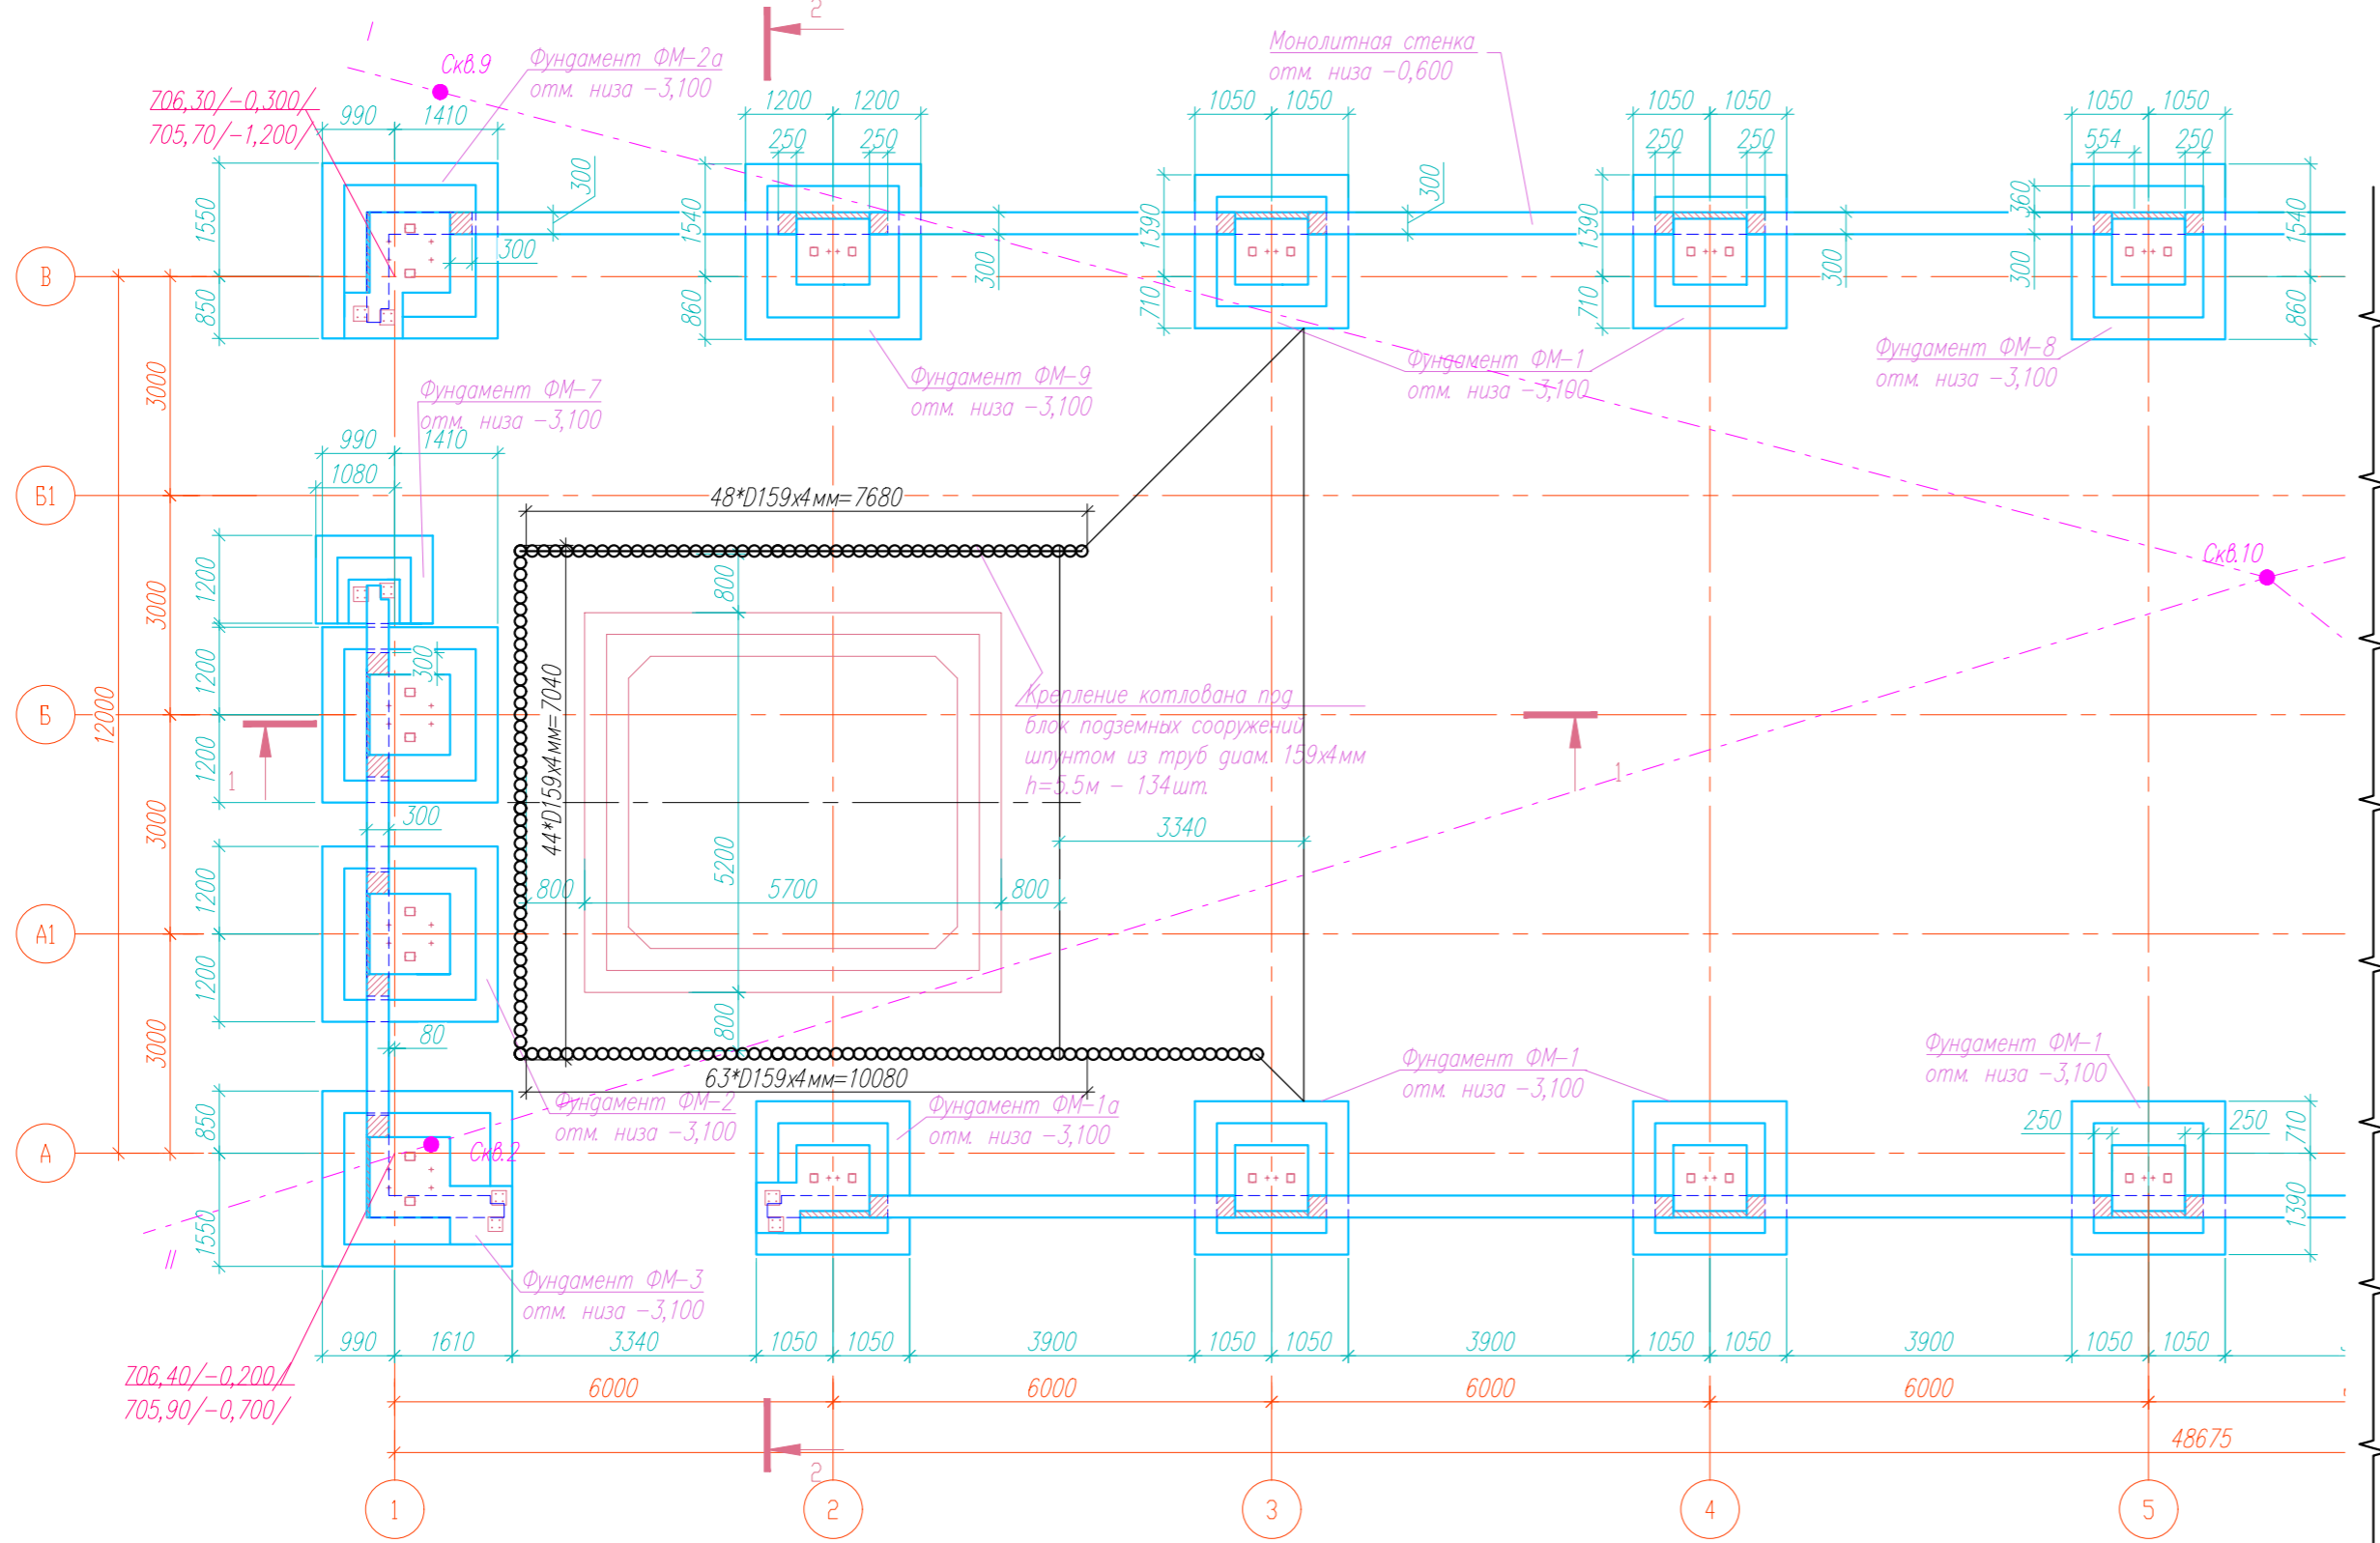 2
I
Скв.9
Фундамент ФМ-2а
отм. низа -3,100
Монолитная стенка
отм. низа -0,600
706,30/-0,300/
705,70/-1,200/
990
1410
1200
1200
1050
1050
1050
1050
1050
1050
250
250
250
250
554
250
300
300
360
1550
1540
1390
1390
1540
300
300
300
300
В
850
860
710
710
860
Фундамент ФМ-1
отм. низа -3,100
Фундамент ФМ-8
отм. низа -3,100
Фундамент ФМ-9
отм. низа -3,100
Фундамент ФМ-7
отм. низа -3,100
3000
990
1410
1080
Б1
48*D159х4мм=7680
Скв.10
1200
3000
800
300
1200
44*D159х4мм=7040
Крепление котлована под
блок подземных сооружений
шпунтом из труб диам. 159х4мм
h=5.5м - 134шт.
Б
12000
1
1
1200
300
3000
3340
5200
800
5700
800
1200
А1
1200
800
80
3000
63*D159х4мм=10080
Фундамент ФМ-2
отм. низа -3,100
Фундамент ФМ-1а
отм. низа -3,100
Фундамент ФМ-1
отм. низа -3,100
Фундамент ФМ-1
отм. низа -3,100
850
250
250
710
А
Скв.2
1550
1390
II
Фундамент ФМ-3
отм. низа -3,100
990
1610
3340
1050
1050
3900
1050
1050
3900
1050
1050
3900
1050
1050
706,40/-0,200/
705,90/-0,700/
6000
6000
6000
6000
48675
2
1
2
3
4
5